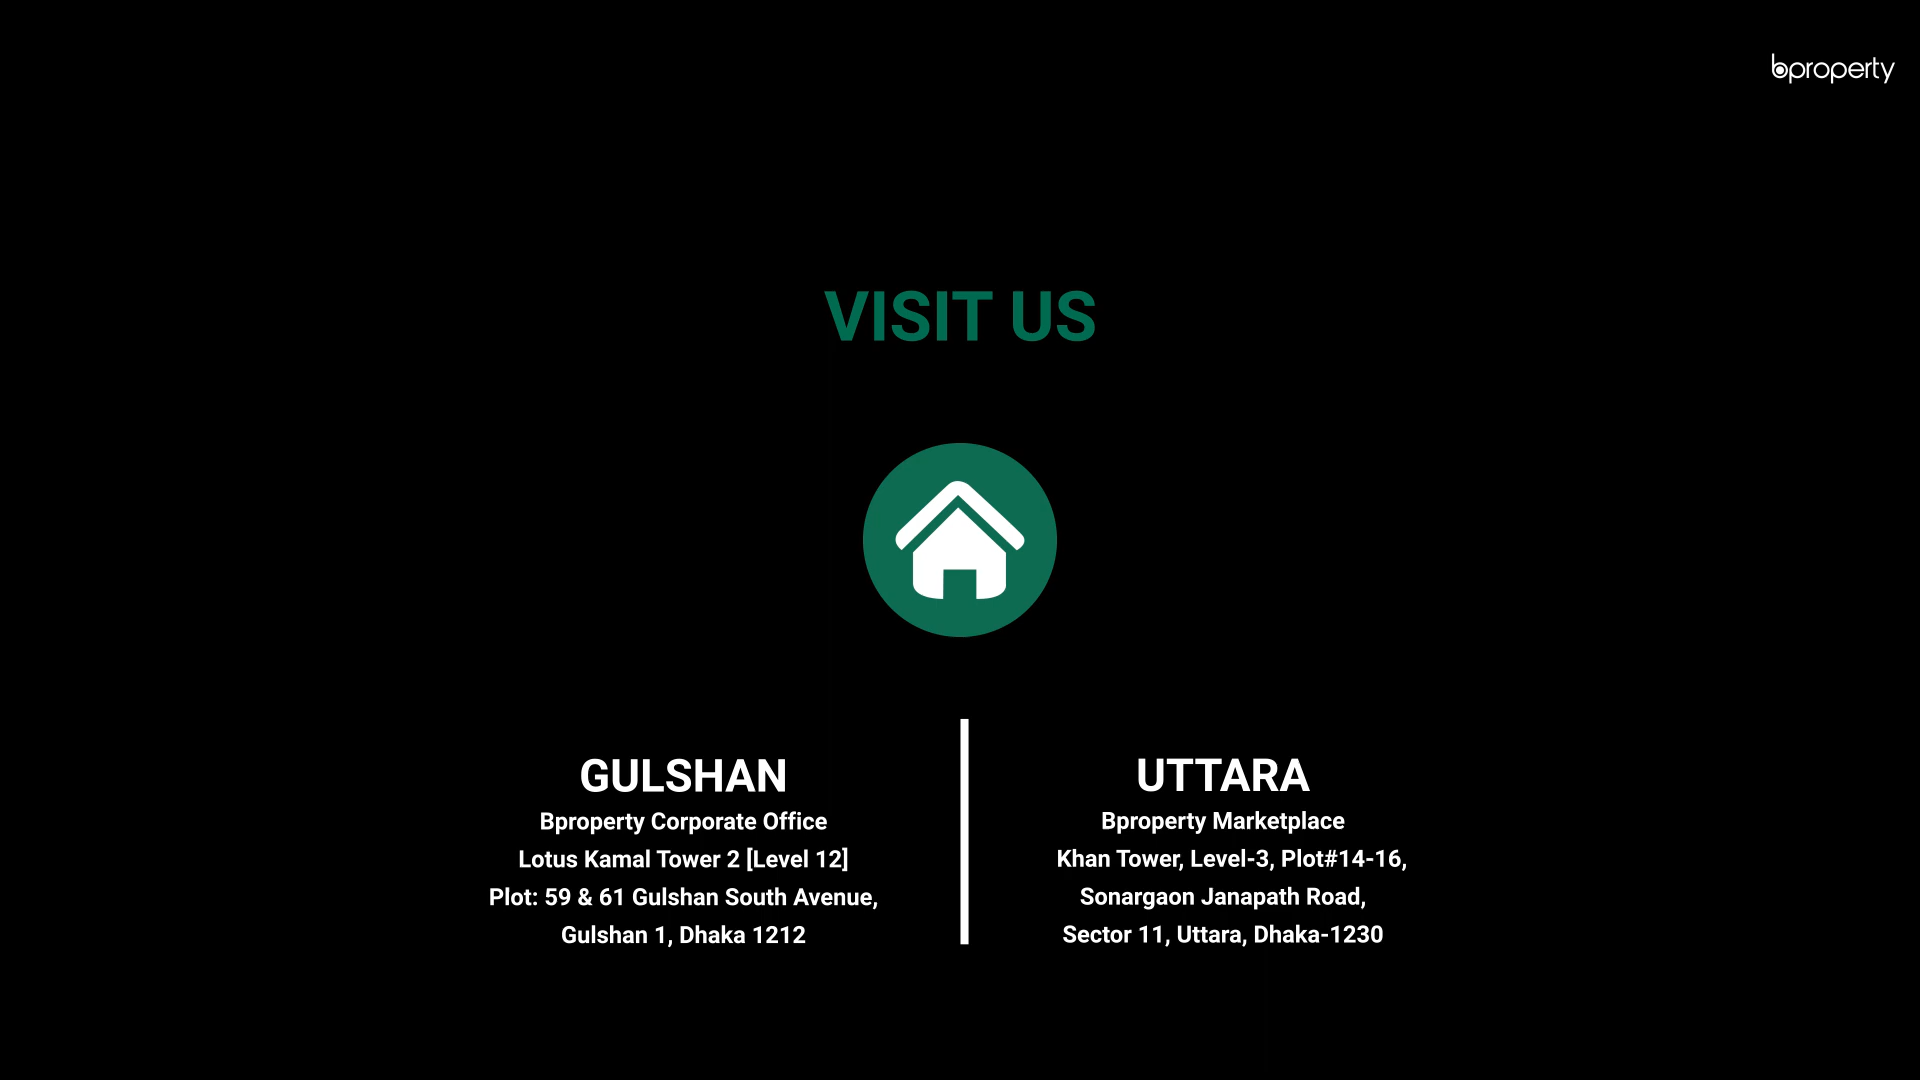 bproperty
VISIT US
GULSHAN
Bproperty Corporate Office
Lotus Kamal Tower 2 [Level 12]
Plot: 59 & 61 Gulshan South Avenue,
Gulshan 1, Dhaka 1212
UTTARA
Bproperty Marketplace
Khan Tower, Level-3, Plot#14-16,
Sonargaon Janapath Road,
Sector 11, Uttara, Dhaka-1230